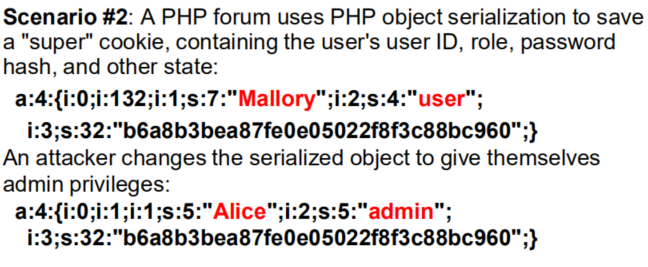 Scenario #2: A PHP forum uses PHP object serialization to save
a "super" cookie, containing the user's user ID, role, password
hash, and other state:
a:4:{i:0;i:132;i:1;s:7:"Mallory";i:2;s:4:"user";
i:3;s:32:"b6a8b3bea87fe0e05022f8f3c88bc960";}
An attacker changes the serialized object to give themselves
admin privileges:
a:4:{i:0;i:1;i:1;s:5:"Alice";i:2;s:5:"admin";
i:3;s:32:"b6a8b3bea87fe0e05022f8f3c88bc960";}